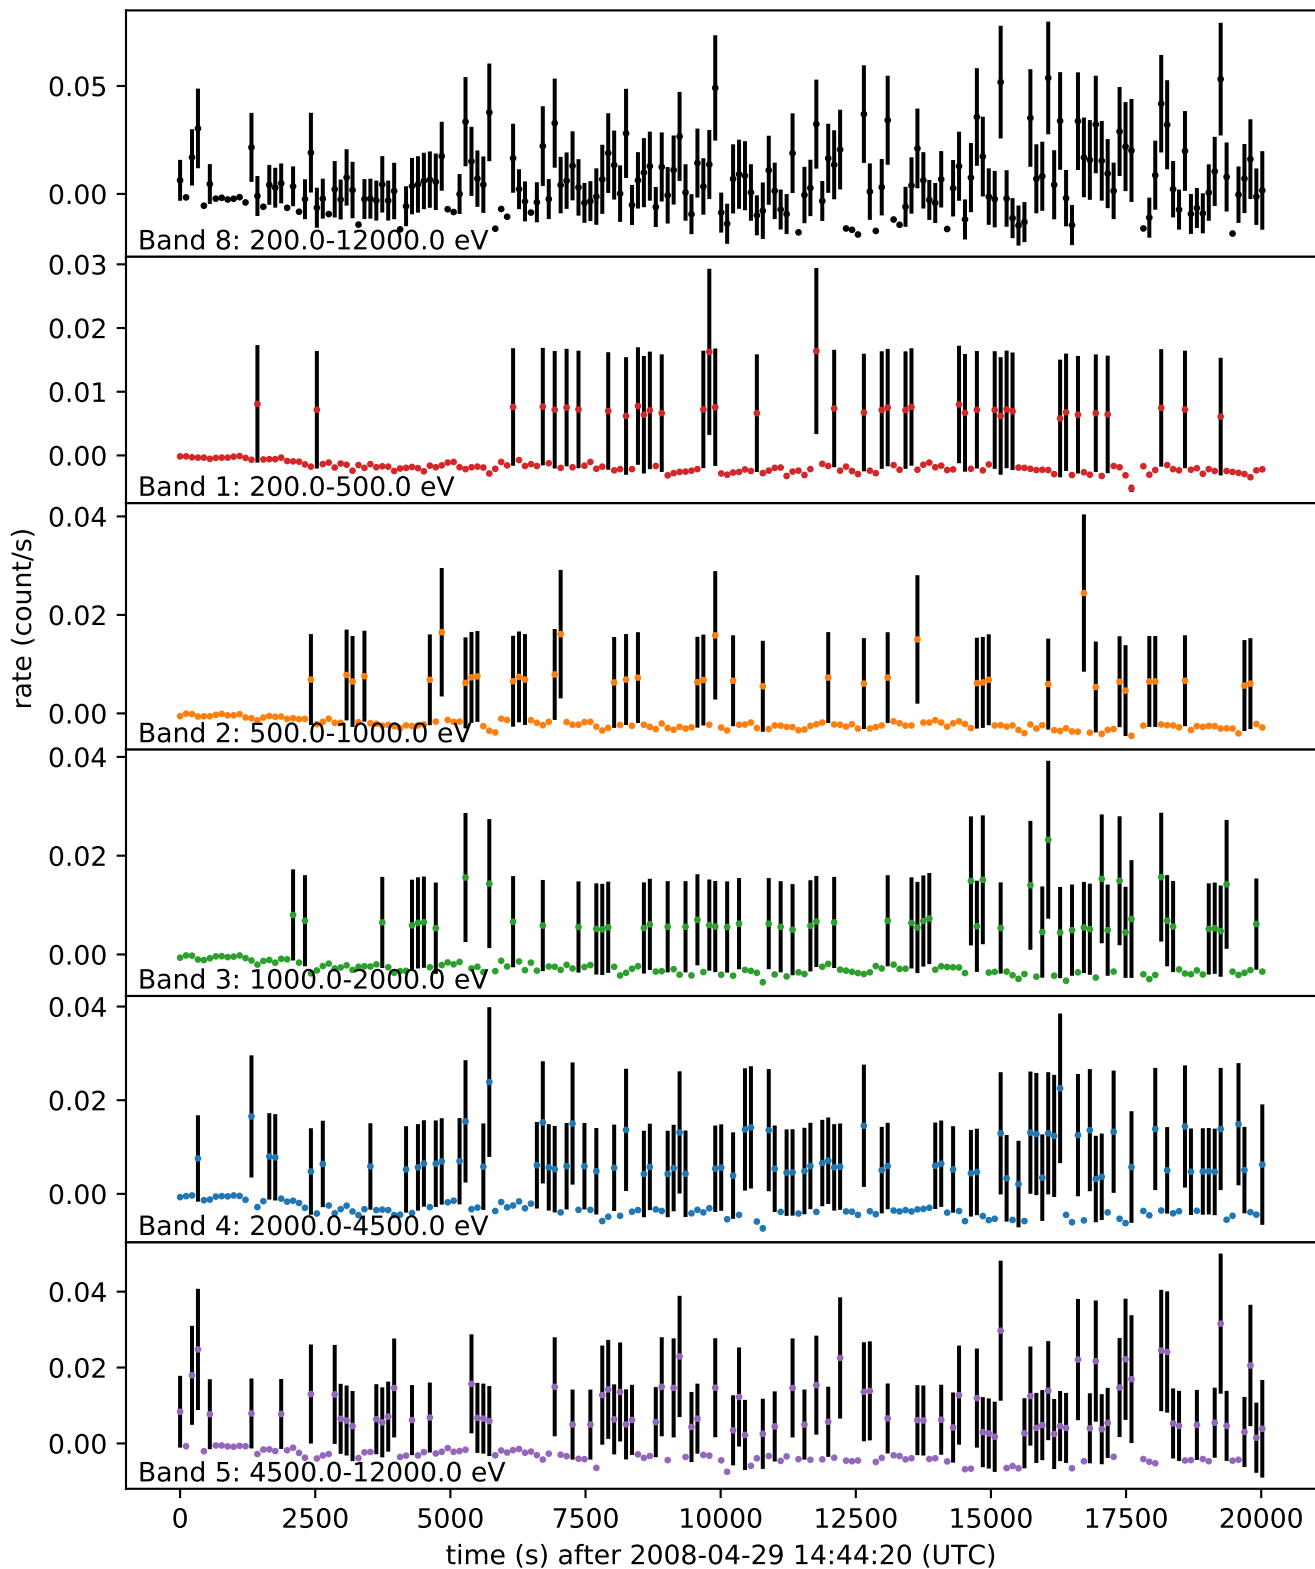 0.05
0.00
Band 8: 200.0-12000.0 eV
0.03
0.02
0.01
0.00
Band 1: 200.0-500.0 eV
0.04
0.02
0.00
Band 2: 500.0-1000.0 eV
rate (count/s)
0.04
0.02
0.00
Band 3: 1000.0-2000.0 eV
0.04
0.02
0.00
Band 4: 2000.0-4500.0 eV
0.04
0.02
0.00
Band 5: 4500.0-12000.0 eV
0 2500 5000 7500 10000 12500 15000 17500 20000
time (s) after 2008-04-29 14:44:20 (UTC)